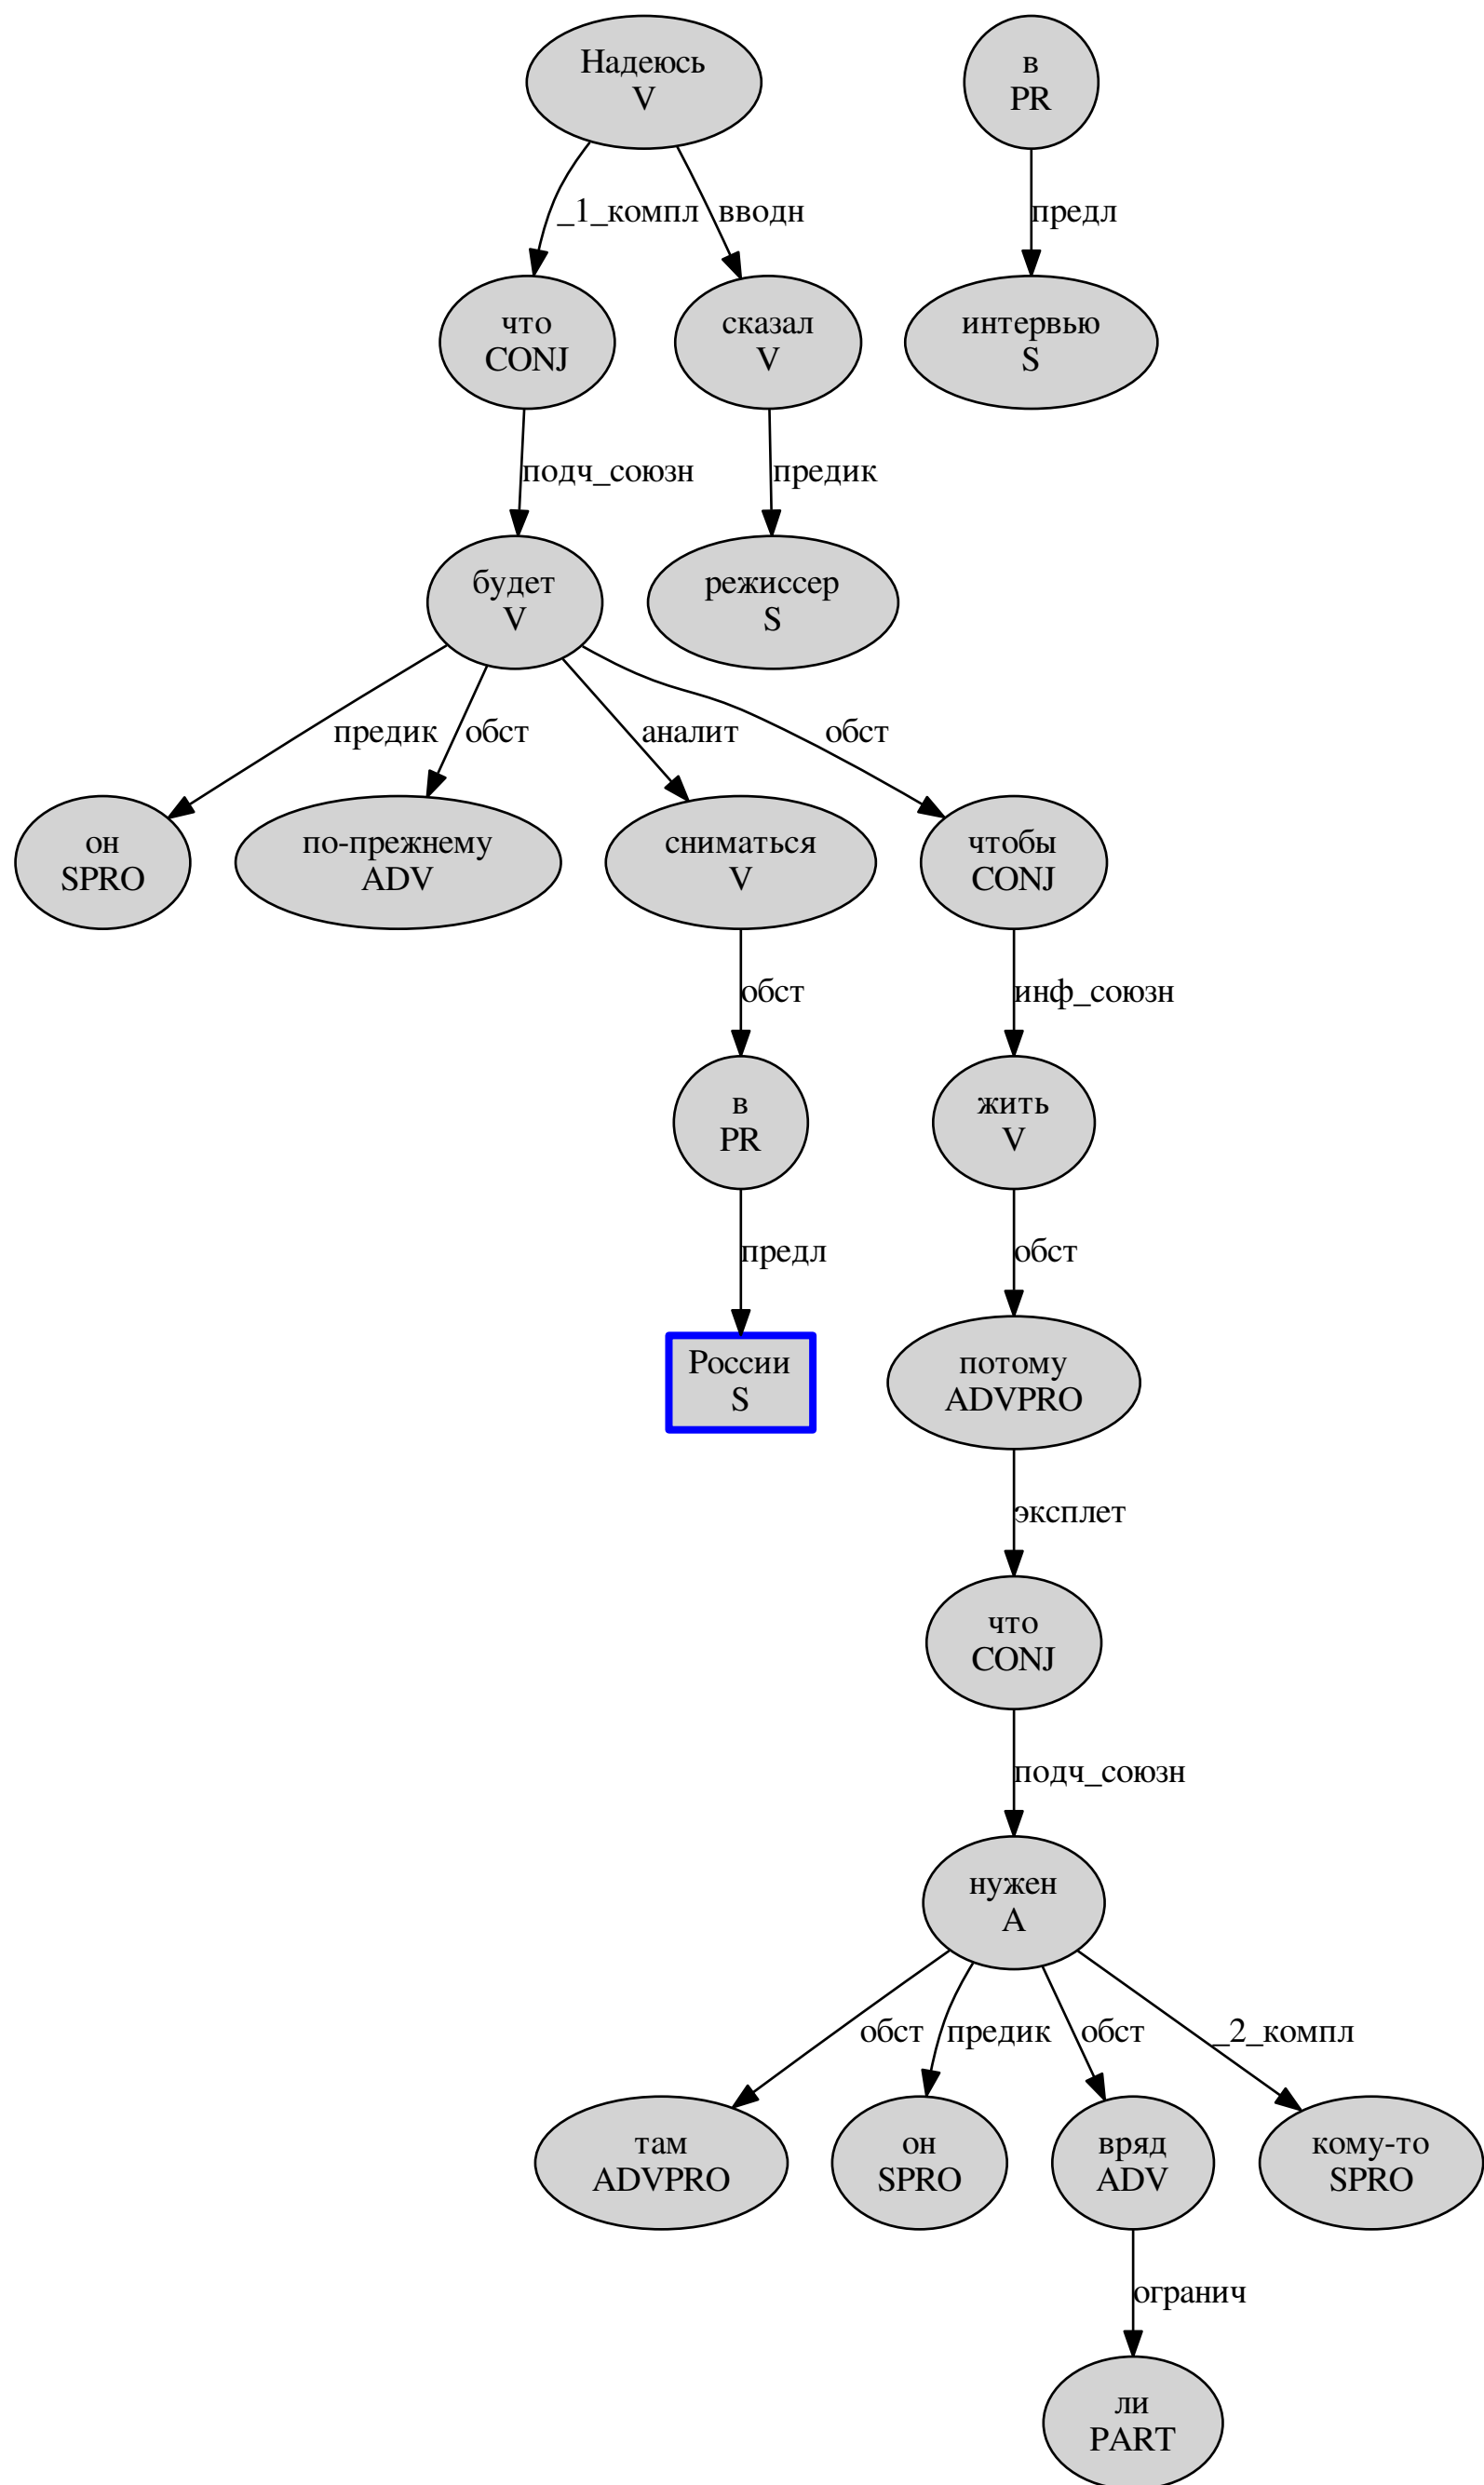 Надеюсь
V
в
PR
_1_компл
вводн
предл
что
CONJ
сказал
V
интервью
S
подч_союзн
предик
будет
V
режиссер
S
предик
обст
аналит
обст
он
SPRO
по-прежнему
ADV
сниматься
V
чтобы
CONJ
обст
инф_союзн
в
PR
жить
V
предл
обст
России
S
потому
ADVPRO
эксплет
что
CONJ
подч_союзн
нужен
A
обст
предик
обст
_2_компл
там
ADVPRO
он
SPRO
вряд
ADV
кому-то
SPRO
огранич
ли
PART